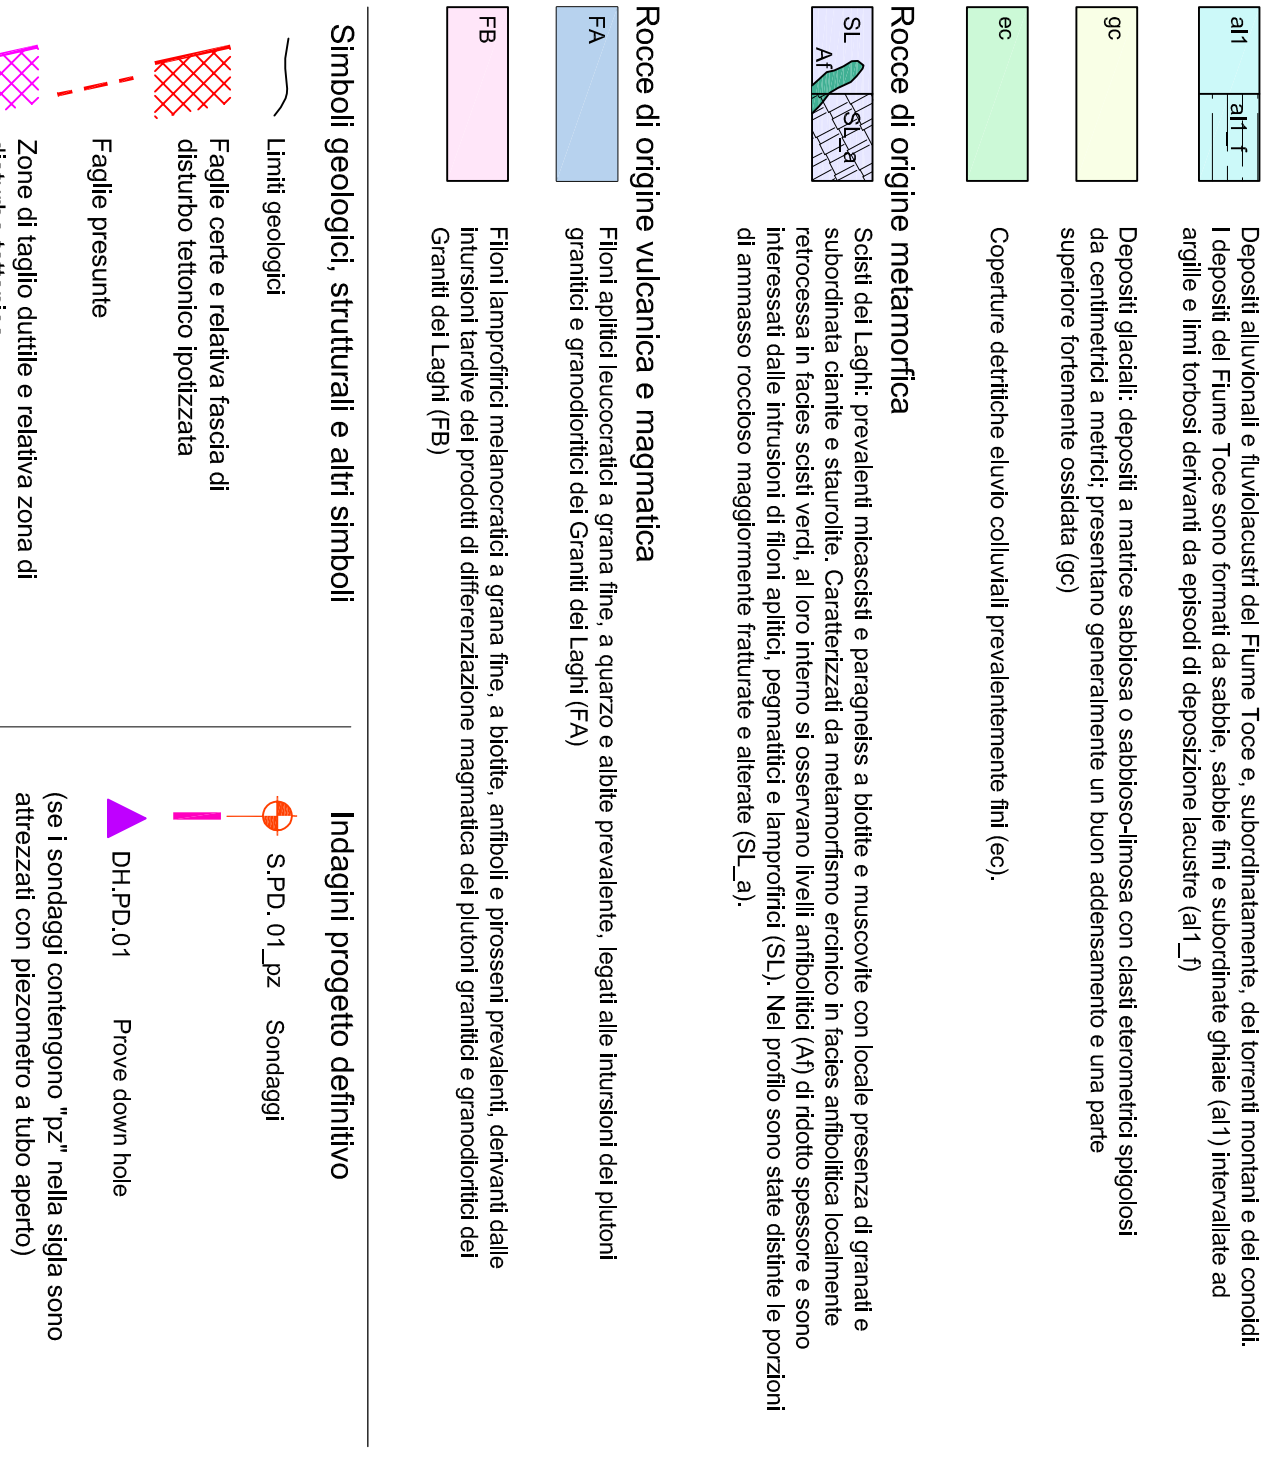 al1
al1_f
Depositi alluvionali e fluviolacustri del Fiume Toce e, subordinatamente, dei torrenti montani e dei conoidi.
I depositi del Fiume Toce sono formati da sabbie, sabbie fini e subordinate ghiaie (al1) intervallate ad
argille e limi torbosi derivanti da episodi di deposizione lacustre (al1_f)
gc
Depositi glaciali: depositi a matrice sabbiosa o sabbioso-limosa con clasti eterometrici spigolosi
da centimetrici a metrici; presentano generalmente un buon addensamento e una parte
superiore fortemente ossidata (gc)
ec
Coperture detritiche eluvio colluviali prevalentemente fini (ec).
Rocce di origine metamorfica
SL
Af
SL_a
Scisti dei Laghi: prevalenti micascisti e paragneiss a biotite e muscovite con locale presenza di granati e
subordinata cianite e staurolite. Caratterizzati da metamorfismo ercinico in facies anfibolitica localmente
retrocessa in facies scisti verdi, al loro interno si osservano livelli anfibolitici (Af) di ridotto spessore e sono
interessati dalle intrusioni di filoni aplitici, pegmatitici e lamprofirici (SL). Nel profilo sono state distinte le porzioni
di ammasso roccioso maggiormente fratturate e alterate (SL_a).
Rocce di origine vulcanica e magmatica
FA
Filoni aplitici leucocratici a grana fine, a quarzo e albite prevalente, legati alle intursioni dei plutoni
granitici e granodioritici dei Graniti dei Laghi (FA)
FB
Filoni lamprofirici melanocratici a grana fine, a biotite, anfiboli e pirosseni prevalenti, derivanti dalle
intursioni tardive dei prodotti di differenziazione magmatica dei plutoni granitici e granodioritici dei
Graniti dei Laghi (FB)
Simboli geologici, strutturali e altri simboli
Limiti geologici
Faglie certe e relativa fascia di
disturbo tettonico ipotizzata
Faglie presunte
Zone di taglio duttile e relativa zona di
Indagini progetto definitivo
S.PD. 01_pz Sondaggi
DH.PD.01 Prove down hole
(se i sondaggi contengono "pz" nella sigla sono
attrezzati con piezometro a tubo aperto)